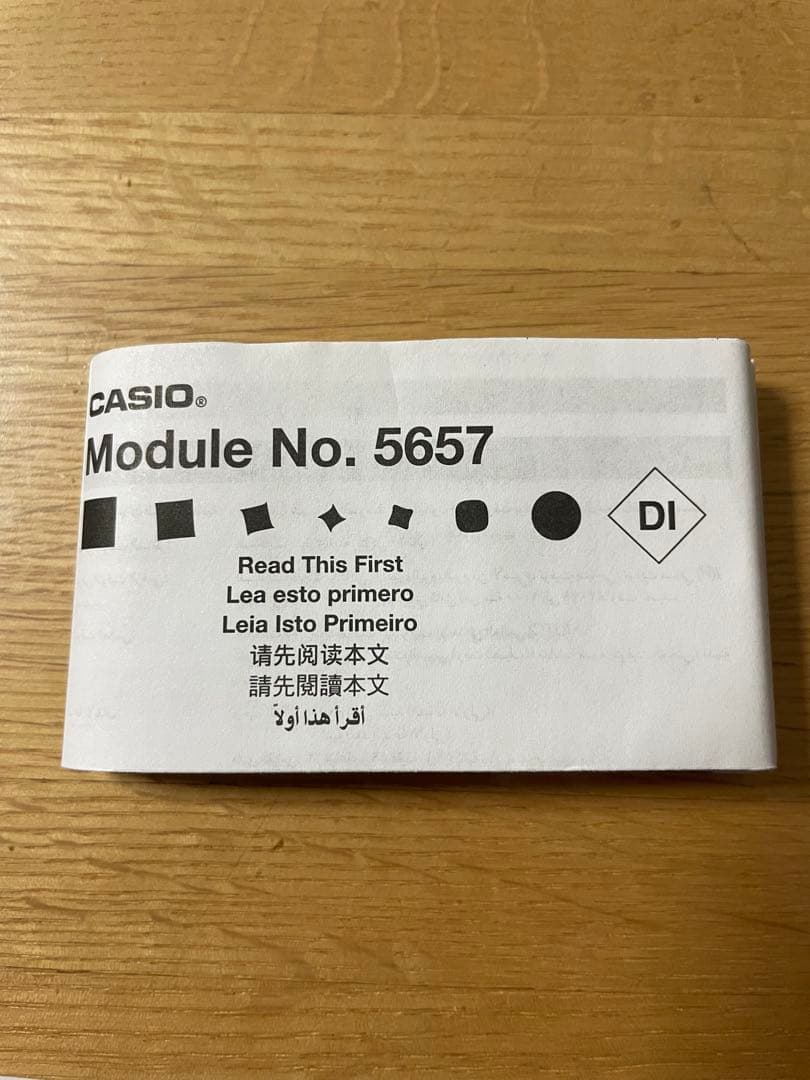 CASIO®
Module No. 5657
DI
Read This First
Lea esto primero
Leia Isto Primeiro
请先阅读本文
請先閱讀本文
أقرأ هذا أولاً